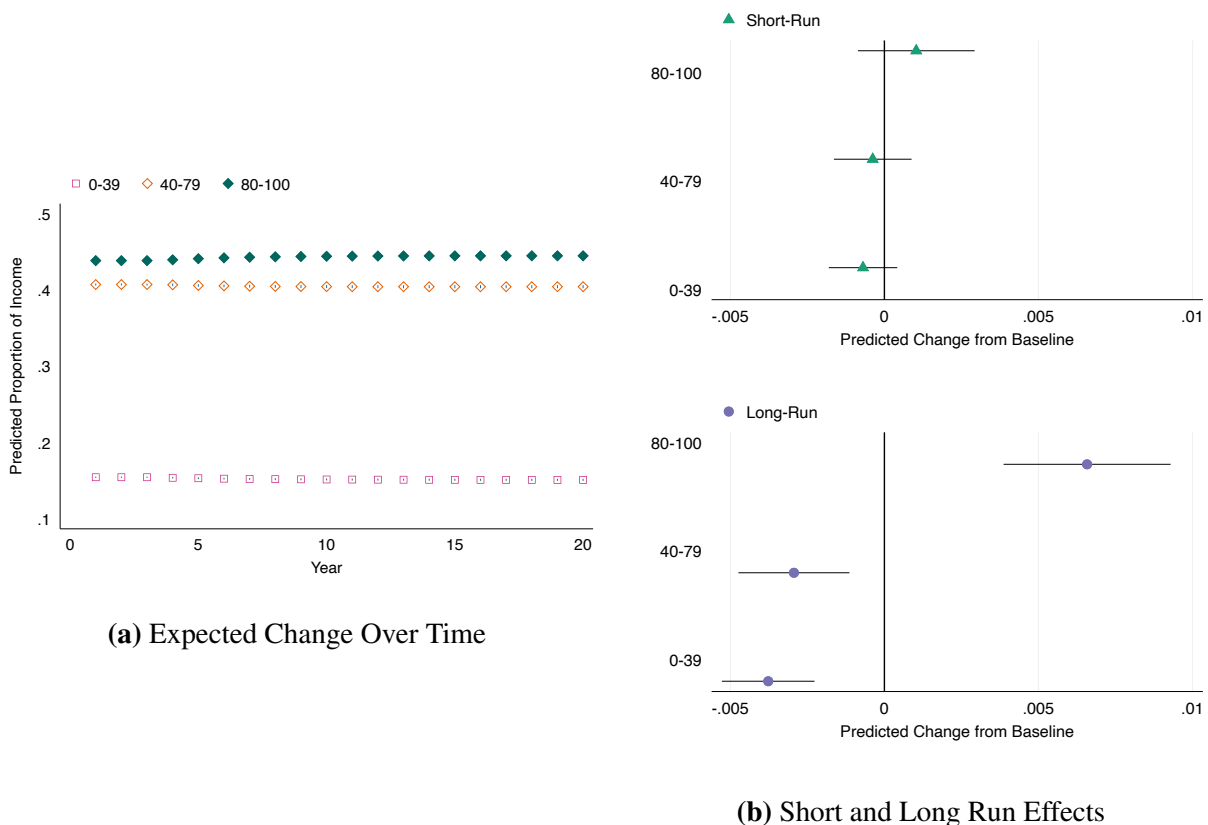 0-39 40-79 80-100
.5
.4
.3
.2
.1
Predicted Proportion of Income
0 5 10 15 20
Year
(a) Expected Change Over Time
Short-Run
80-100
40-79
0-39
-.005 0 .005 .01
Predicted Change from Baseline
Long-Run
80-100
40-79
0-39
-.005 0 .005 .01
Predicted Change from Baseline
(b) Short and Long Run Effects